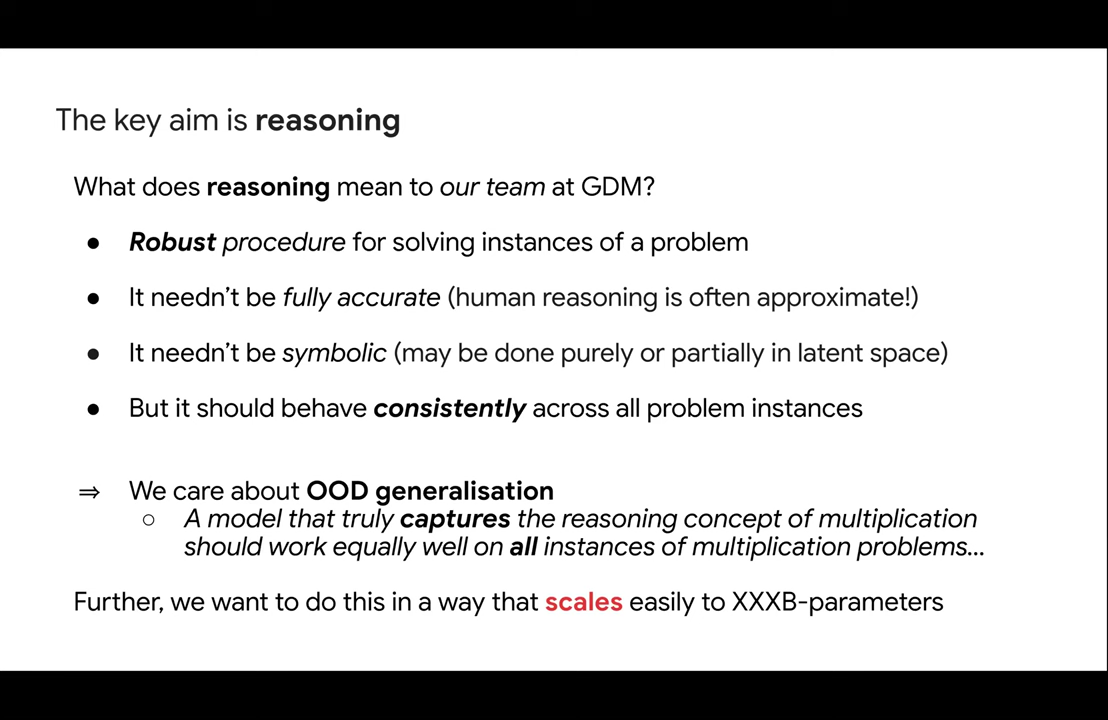 The key aim is reasoning
What does reasoning mean to our team at GDM?
● Robust procedure for solving instances of a problem
● It needn't be fully accurate (human reasoning is often approximate!)
● It needn't be symbolic (may be done purely or partially in latent space)
● But it should behave consistently across all problem instances
⇒ We care about OOD generalisation
○ A model that truly captures the reasoning concept of multiplication
should work equally well on all instances of multiplication problems...
Further, we want to do this in a way that scales easily to XXXB-parameters